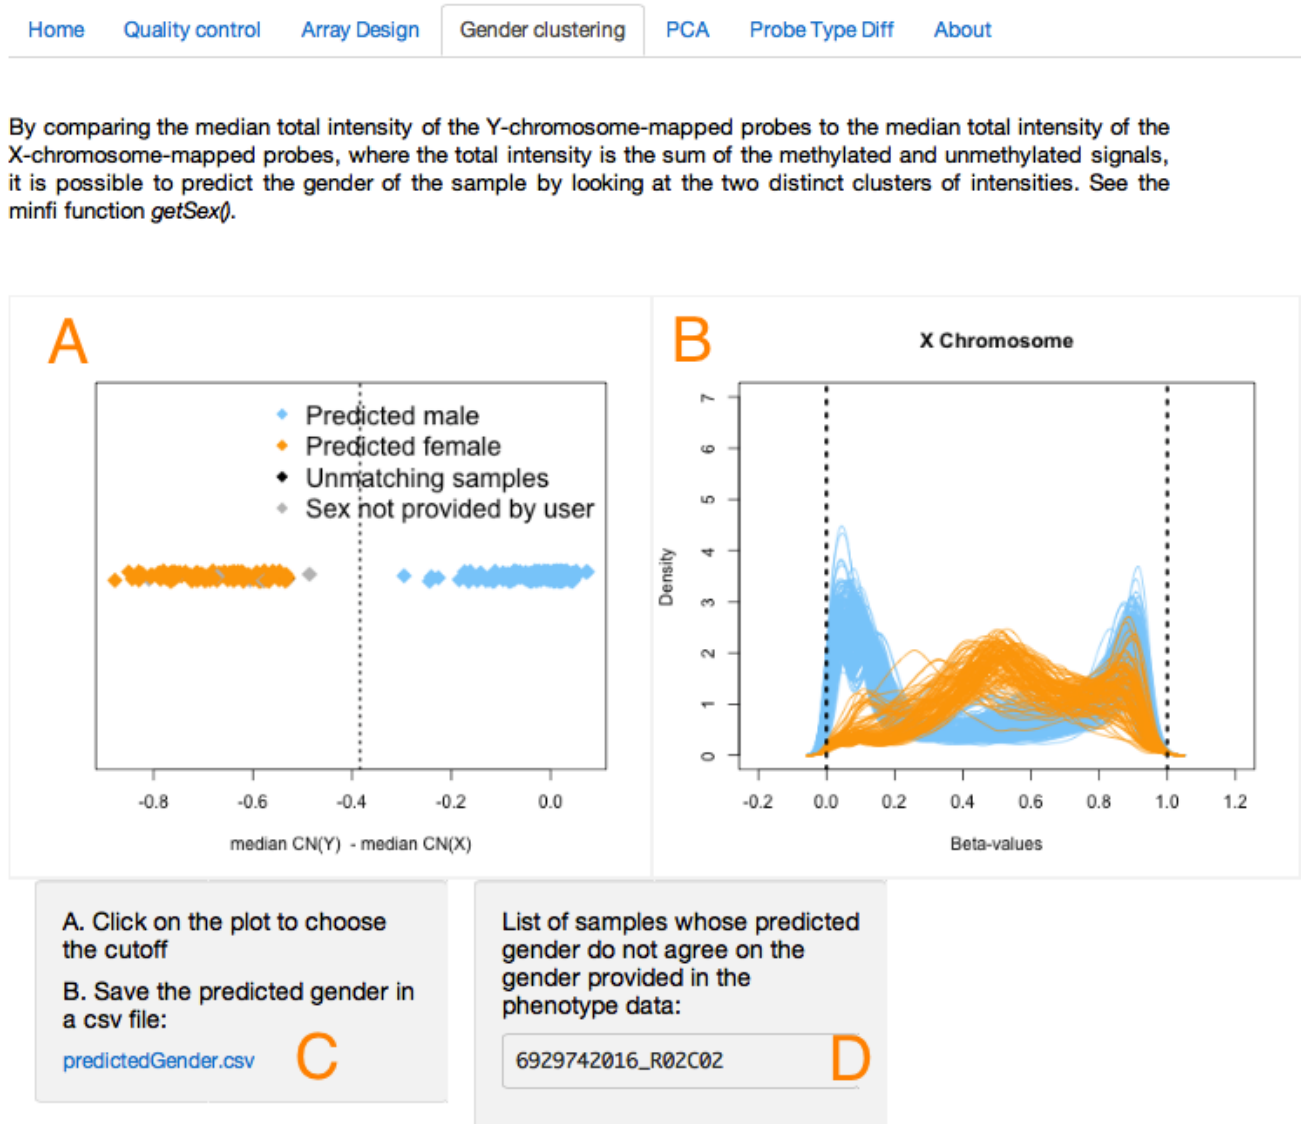 Home Quality control Array Design Gender clustering PCA Probe Type Diff About
By comparing the median total intensity of the Y-chromosome-mapped probes to the median total intensity of the
X-chromosome-mapped probes, where the total intensity is the sum of the methylated and unmethylated signals,
it is possible to predict the gender of the sample by looking at the two distinct clusters of intensities. See the
minfi function getSex().
A
Predicted male
Predicted female
Unmatching samples
Sex not provided by user
-0.8 -0.6 -0.4 -0.2 0.0
median CN(Y) - median CN(X)
B
X Chromosome
7
6
5
4
3
2
1
0
Density
-0.2 0.0 0.2 0.4 0.6 0.8 1.0 1.2
Beta-values
A. Click on the plot to choose
the cutoff
B. Save the predicted gender in
a csv file:
predictedGender.csv
C
List of samples whose predicted
gender do not agree on the
gender provided in the
phenotype data:
6929742016_R02C02
D